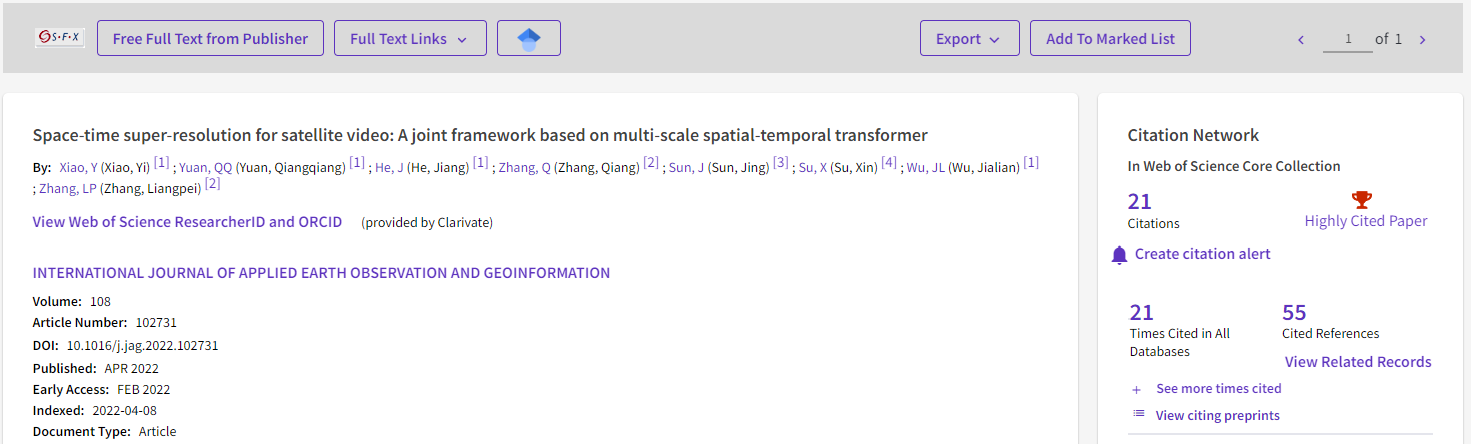 S·F·X Free Full Text from Publisher Full Text Links Export Add To Marked List 1 of 1
Space-time super-resolution for satellite video: A joint framework based on multi-scale spatial-temporal transformer
By: Xiao, Y (Xiao, Yi) [1] ; Yuan, QQ (Yuan, Qiangqiang) [1] ; He, J (He, Jiang) [1] ; Zhang, Q (Zhang, Qiang) [2] ; Sun, J (Sun, Jing) [3] ; Su, X (Su, Xin) [4] ; Wu, JL (Wu, Jialian) [1]
; Zhang, LP (Zhang, Liangpei) [2]
View Web of Science ResearcherID and ORCID (provided by Clarivate)
INTERNATIONAL JOURNAL OF APPLIED EARTH OBSERVATION AND GEOINFORMATION
Volume: 108
Article Number: 102731
DOI: 10.1016/j.jag.2022.102731
Published: APR 2022
Early Access: FEB 2022
Indexed: 2022-04-08
Document Type: Article
Citation Network
In Web of Science Core Collection
21
Citations
Highly Cited Paper
Create citation alert
21
Times Cited in All
Databases
55
Cited References
View Related Records
+ See more times cited
View citing preprints